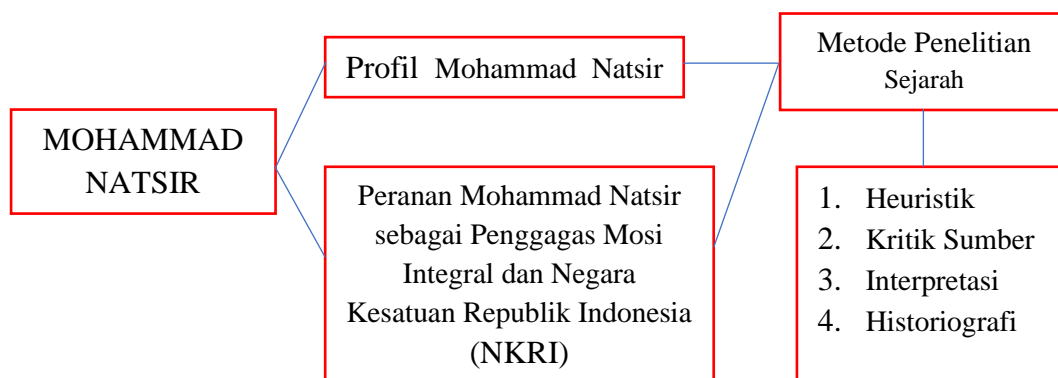 MOHAMMAD
NATSIR
Profil Mohammad Natsir
Peranan Mohammad Natsir
sebagai Penggagas Mosi
Integral dan Negara
Kesatuan Republik Indonesia
(NKRI)
Metode Penelitian
Sejarah
1. Heuristik
2. Kritik Sumber
3. Interpretasi
4. Historiografi